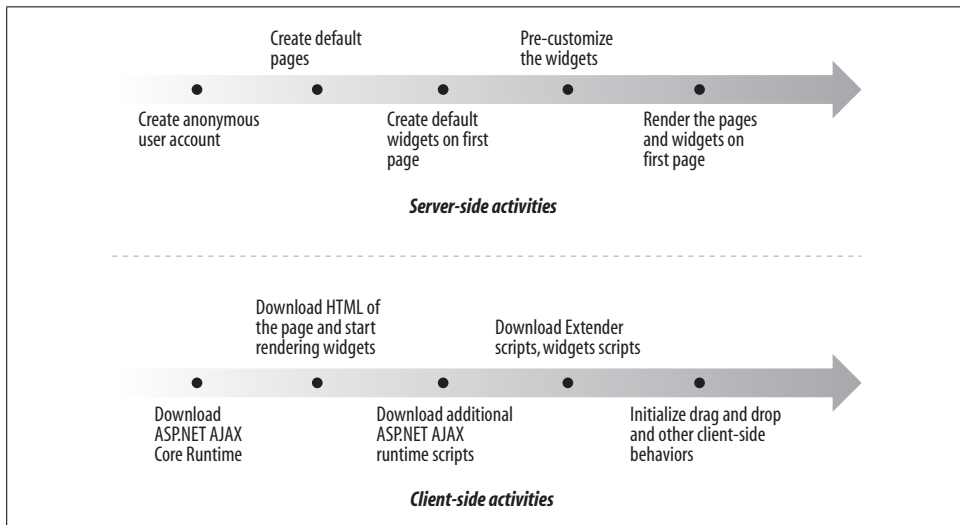 Create default
pages
Pre-customize
the widgets
Create anonymous
user account
Create default
widgets on first
page
Render the pages
and widgets on
first page
Server-side activities
Download HTML of
the page and start
rendering widgets
Download Extender
scripts, widgets scripts
Download
ASP.NET AJAX
Core Runtime
Download additional
ASP.NET AJAX
runtime scripts
Initialize drag and drop
and other client-side
behaviors
Client-side activities